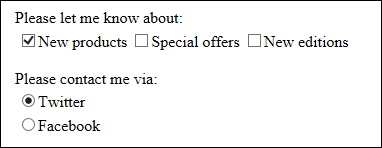 Please let me know about:
New products Special offers New editions
Please contact me via:
Twitter
Facebook